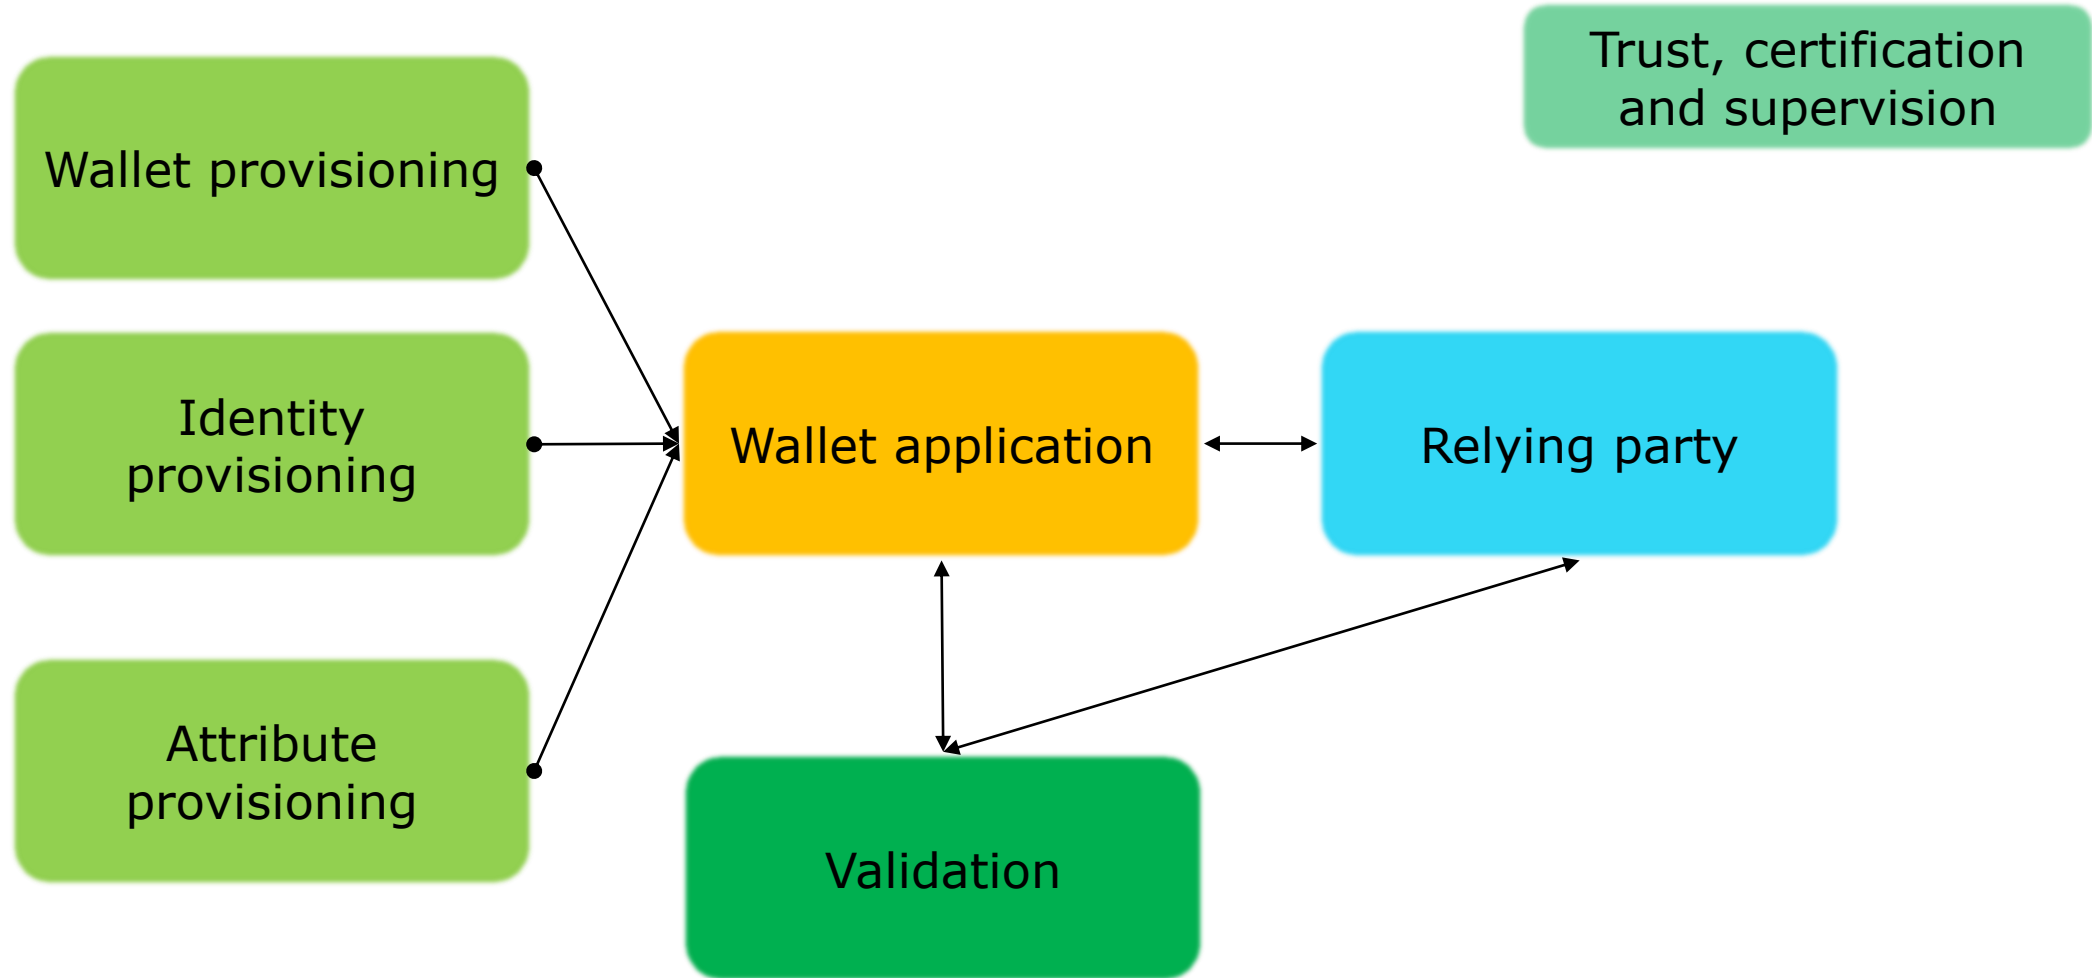 Trust, certification
and supervision
Wallet provisioning
Identity
provisioning
Wallet application
Relying party
Attribute
provisioning
Validation